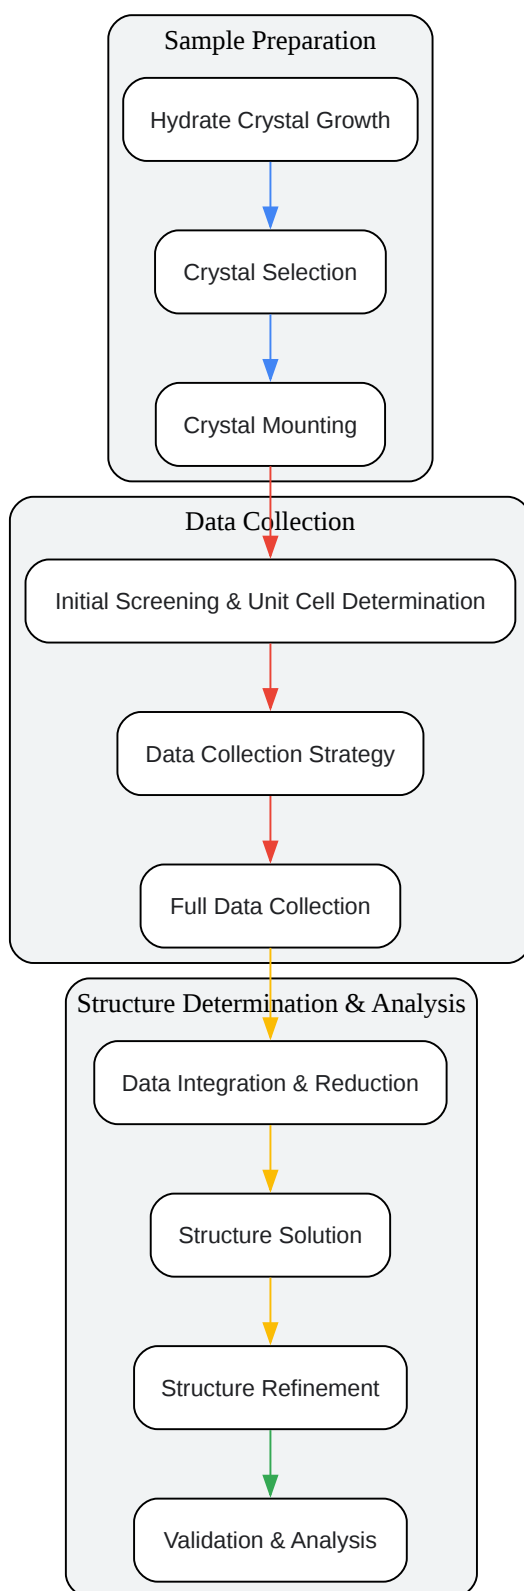 Sample Preparation
Hydrate Crystal Growth
Crystal Selection
Crystal Mounting
Data Collection
Initial Screening & Unit Cell Determination
Data Collection Strategy
Full Data Collection
Structure Determination & Analysis
Data Integration & Reduction
Structure Solution
Structure Refinement
Validation & Analysis